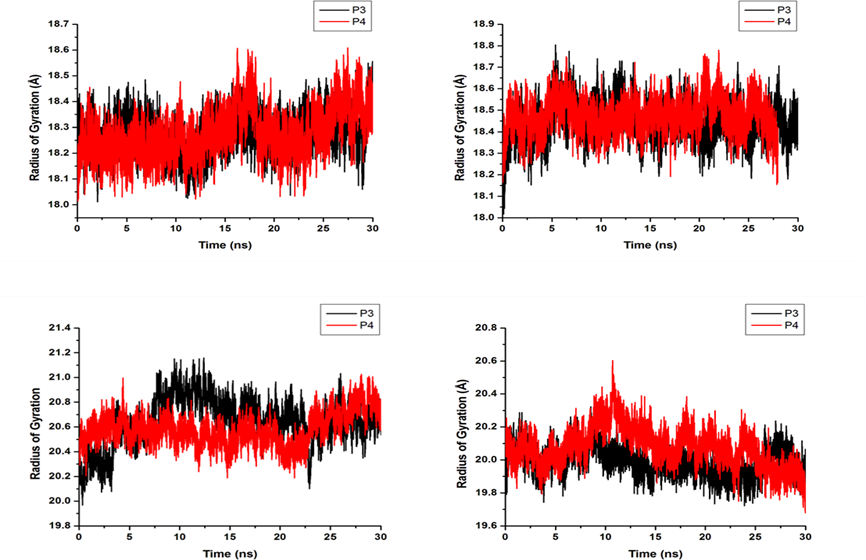 P3
P4
Radius of Gyration (Å)
18.7
18.6
18.5
18.4
18.3
18.2
18.1
18.0
0 5 10 15 20 25 30
Time (ns)
P3
P4
Radius of Gyration (Å)
18.9
18.8
18.7
18.6
18.5
18.4
18.3
18.2
18.1
18.0
0 5 10 15 20 25 30
Time (ns)
P3
P4
Radius of Gyration
21.4
21.2
21.0
20.8
20.6
20.4
20.2
20.0
19.8
0 5 10 15 20 25 30
Time (ns)
P3
P4
Radius of Gyration (Å)
20.8
20.6
20.4
20.2
20.0
19.8
19.6
0 5 10 15 20 25 30
Time (ns)